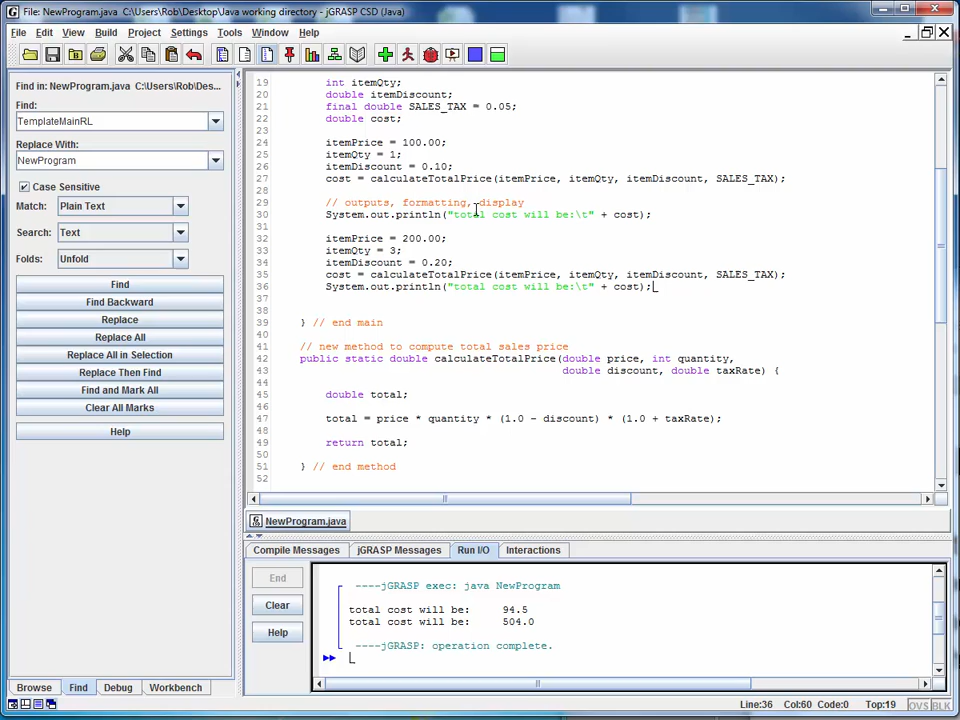 File: NewProgram.java C:\Users\Rob\Desktop\Java working directory - jGRASP CSD (Java)
File Edit View Build Project Settings Tools Window Help
Find in: NewProgram.java C:\Users\Rob\Des...
Find:
TemplateMainRL
Replace With:
NewProgram
Case Sensitive
Match: Plain Text
Search: Text
Folds: Unfold
Find
Find Backward
Replace
Replace All
Replace All in Selection
Replace Then Find
Find and Mark All
Clear All Marks
Help
Browse Find Debug Workbench
19 int itemQty;
20 double itemDiscount;
21 final double SALES_TAX = 0.05;
22 double cost;
23
24 itemPrice = 100.00;
25 itemQty = 1;
26 itemDiscount = 0.10;
27 cost = calculateTotalPrice(itemPrice, itemQty, itemDiscount, SALES_TAX);
28
29 // outputs, formatting, display
30 System.out.println("total cost will be:\t" + cost);
31
32 itemPrice = 200.00;
33 itemQty = 3;
34 itemDiscount = 0.20;
35 cost = calculateTotalPrice(itemPrice, itemQty, itemDiscount, SALES_TAX);
36 System.out.println("total cost will be:\t" + cost);
37
38
39 } // end main
40
41 // new method to compute total sales price
42 public static double calculateTotalPrice(double price, int quantity,
43 double discount, double taxRate) {
44
45 double total;
46
47 total = price * quantity * (1.0 - discount) * (1.0 + taxRate);
48
49 return total;
50
51 } // end method
52
NewProgram.java
Compile Messages jGRASP Messages Run I/O Interactions
End
Clear
Help
----jGRASP exec: java NewProgram
total cost will be: 94.5
total cost will be: 504.0
----jGRASP: operation complete.
Line:36 Col:60 Code:0 Top:19 OVS BLK